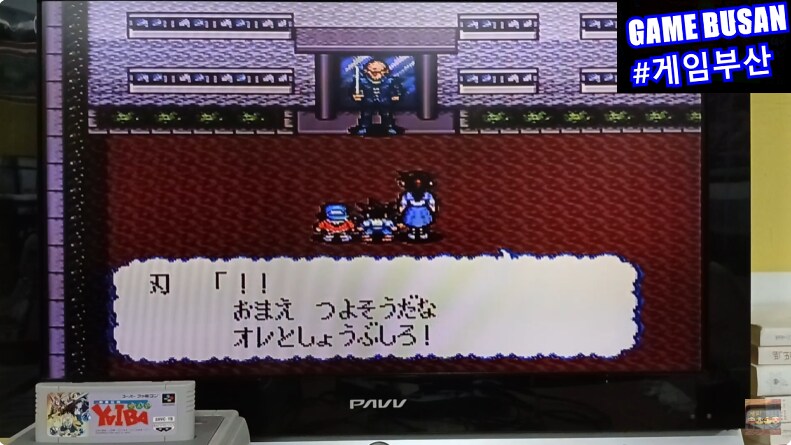 GAME BUSAN
#게임부산
刃 「！！
おまえ つよそうだな
オレとしょうぶしろ！
PAVV
YAIBA